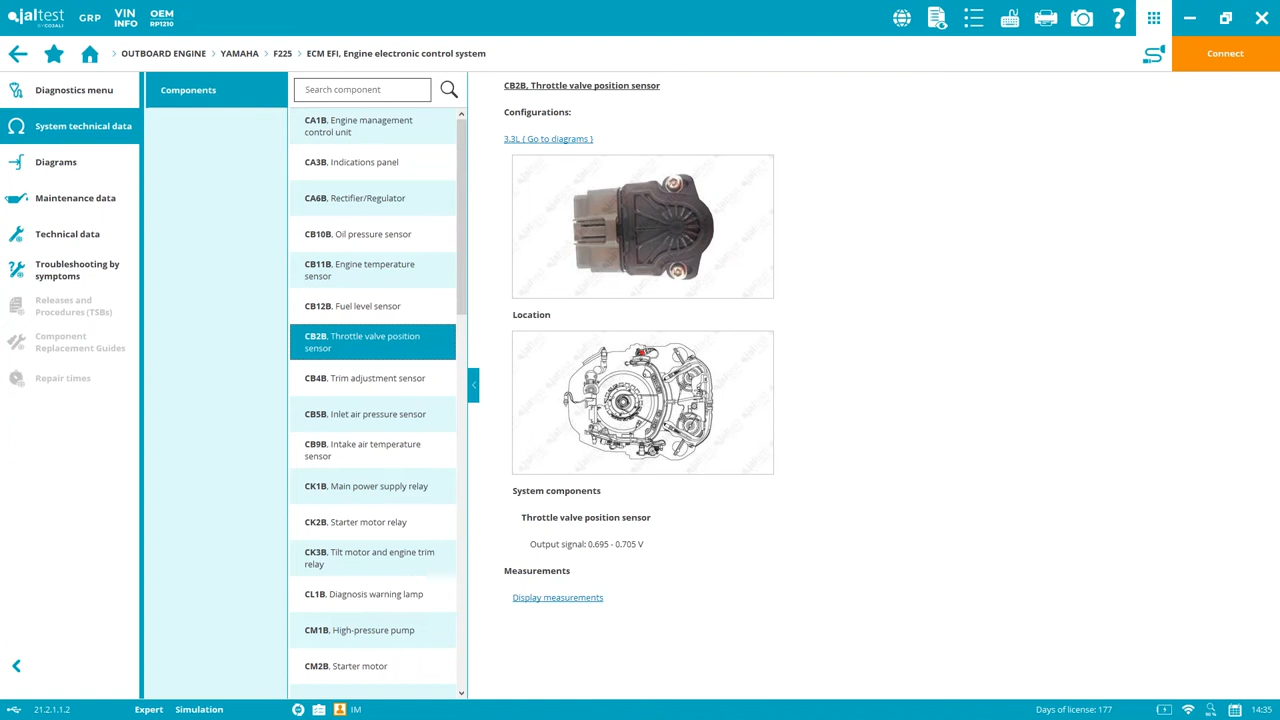 jaltest
BY COJALI
GRP
VIN
INFO
OEM
RP1210
OUTBOARD ENGINE > YAMAHA > F225 > ECM EFI, Engine electronic control system
Connect
Diagnostics menu
System technical data
Diagrams
Maintenance data
Technical data
Troubleshooting by
symptoms
Releases and
Procedures (TSBs)
Component
Replacement Guides
Repair times
Components
Search component
CA1B. Engine management
control unit
CA3B. Indications panel
CA6B. Rectifier/Regulator
CB10B. Oil pressure sensor
CB11B. Engine temperature
sensor
CB12B. Fuel level sensor
CB2B. Throttle valve position
sensor
CB4B. Trim adjustment sensor
CB5B. Inlet air pressure sensor
CB9B. Intake air temperature
sensor
CK1B. Main power supply relay
CK2B. Starter motor relay
CK3B. Tilt motor and engine trim
relay
CL1B. Diagnosis warning lamp
CM1B. High-pressure pump
CM2B. Starter motor
CB2B, Throttle valve position sensor
Configurations:
3.3L { Go to diagrams }
Location
System components
Throttle valve position sensor
Output signal: 0.695 - 0.705 V
Measurements
Display measurements
21.2.1.1.2
Expert
Simulation
IM
Days of license: 177
14:35